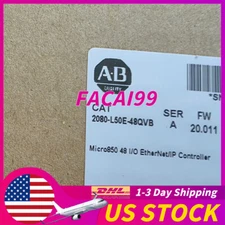 A-B
QUALITY
"SN
FACAI99
CAT
2080-L50E-48QVB
SER
A
FW
20.011
Micro850 48 I/O EtherNet/IP Controller
DHL
1-3 Day Shipping
US STOCK